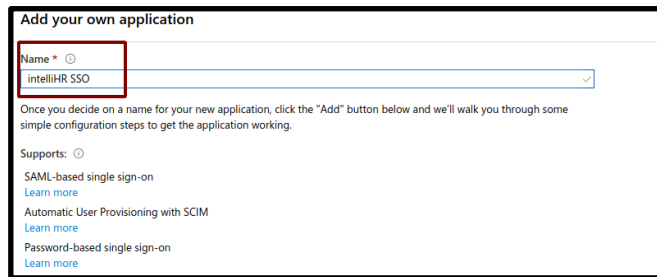 Add your own application
Name *
intelliHR SSO
Once you decide on a name for your new application, click the "Add" button below and we'll walk you through some
simple configuration steps to get the application working.
Supports:
SAML-based single sign-on
Learn more
Automatic User Provisioning with SCIM
Learn more
Password-based single sign-on
Learn more